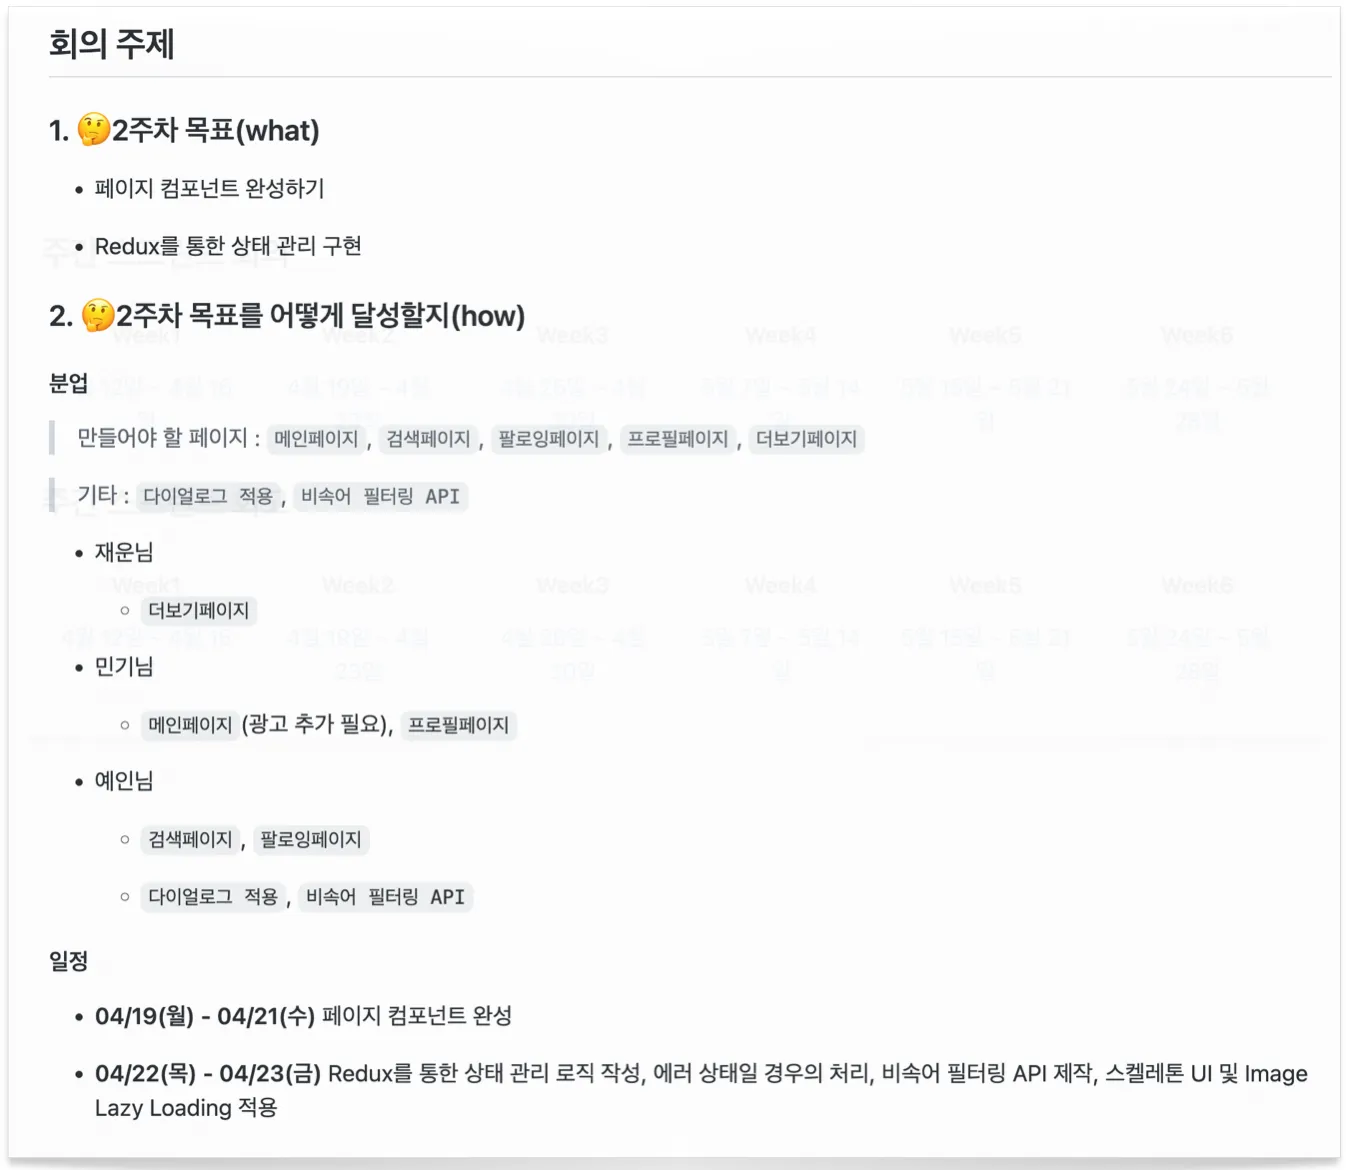 회의 주제
1. 🤔2주차 목표(what)
• 페이지 컴포넌트 완성하기
• Redux를 통한 상태 관리 구현
2. 🤔2주차 목표를 어떻게 달성할지(how)
분업
만들어야 할 페이지 : 메인페이지, 검색페이지, 팔로잉페이지, 프로필페이지, 더보기페이지
기타 : 다이얼로그 적용, 비속어 필터링 API
• 재운님
◦ 더보기페이지
• 민기님
◦ 메인페이지(광고 추가 필요), 프로필페이지
• 예인님
◦ 검색페이지, 팔로잉페이지
◦ 다이얼로그 적용, 비속어 필터링 API
일정
• 04/19(월) - 04/21(수) 페이지 컴포넌트 완성
• 04/22(목) - 04/23(금) Redux를 통한 상태 관리 로직 작성, 에러 상태일 경우의 처리, 비속어 필터링 API 제작, 스켈레톤 UI 및 Image
Lazy Loading 적용
Week1 Week2 Week3 Week4 Week5 Week6
Week1 Week2 Week3 Week4 Week5 Week6